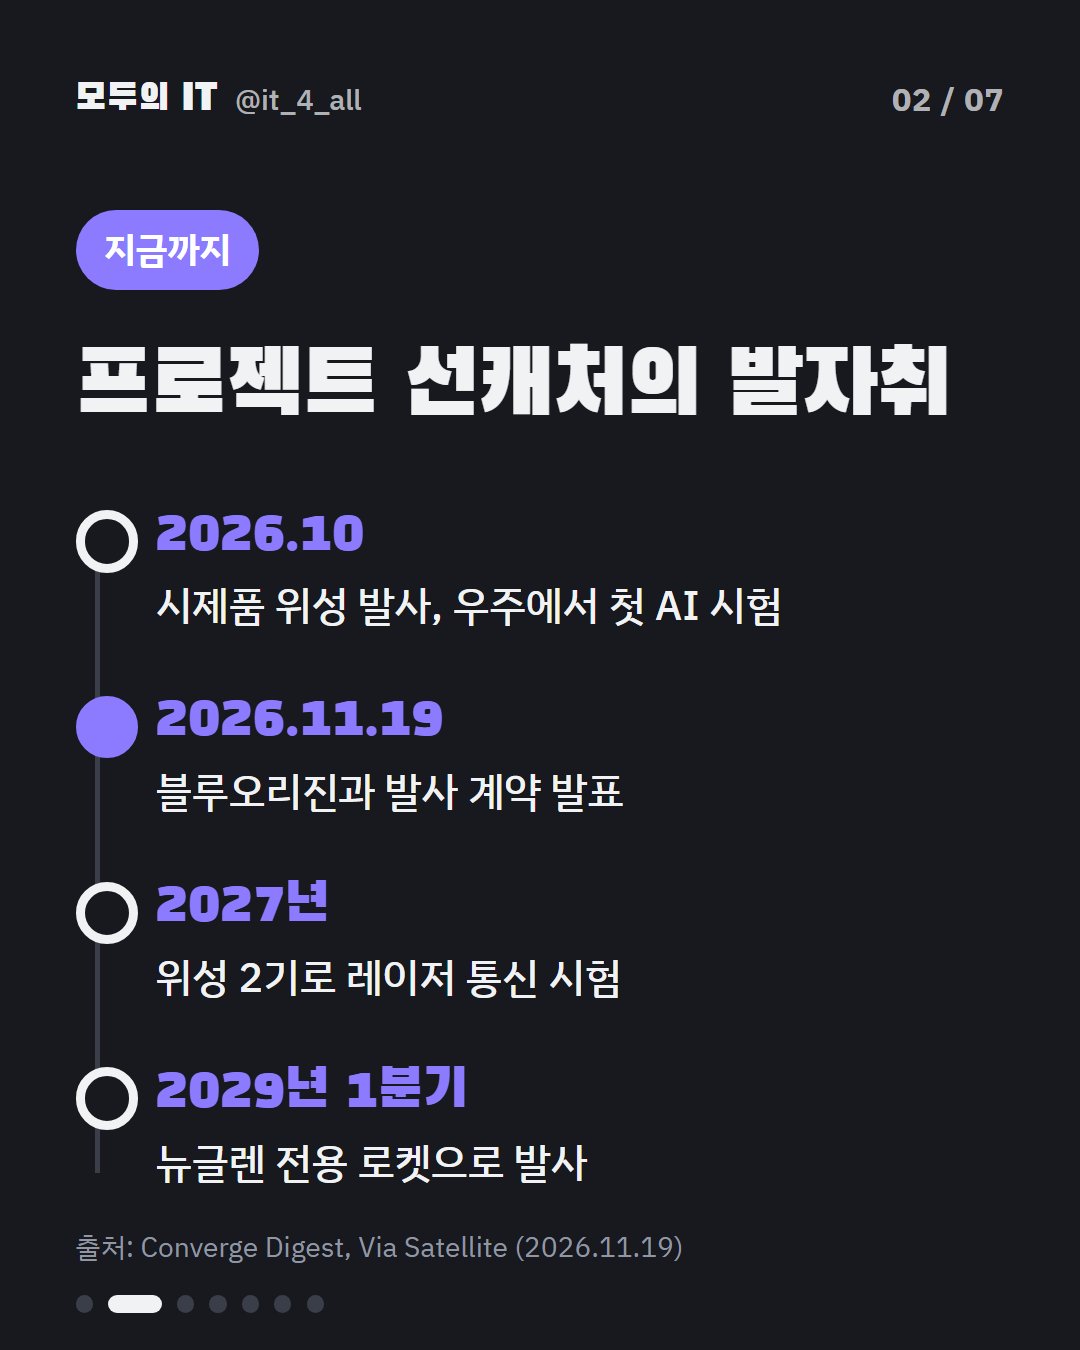 모두의 IT @it_4_all
02 / 07
지금까지
프로젝트 선캐처의 발자취
2026.10
시제품 위성 발사, 우주에서 첫 AI 시험
2026.11.19
블루오리진과 발사 계약 발표
2027년
위성 2기로 레이저 통신 시험
2029년 1분기
뉴글렌 전용 로켓으로 발사
출처: Converge Digest, Via Satellite (2026.11.19)